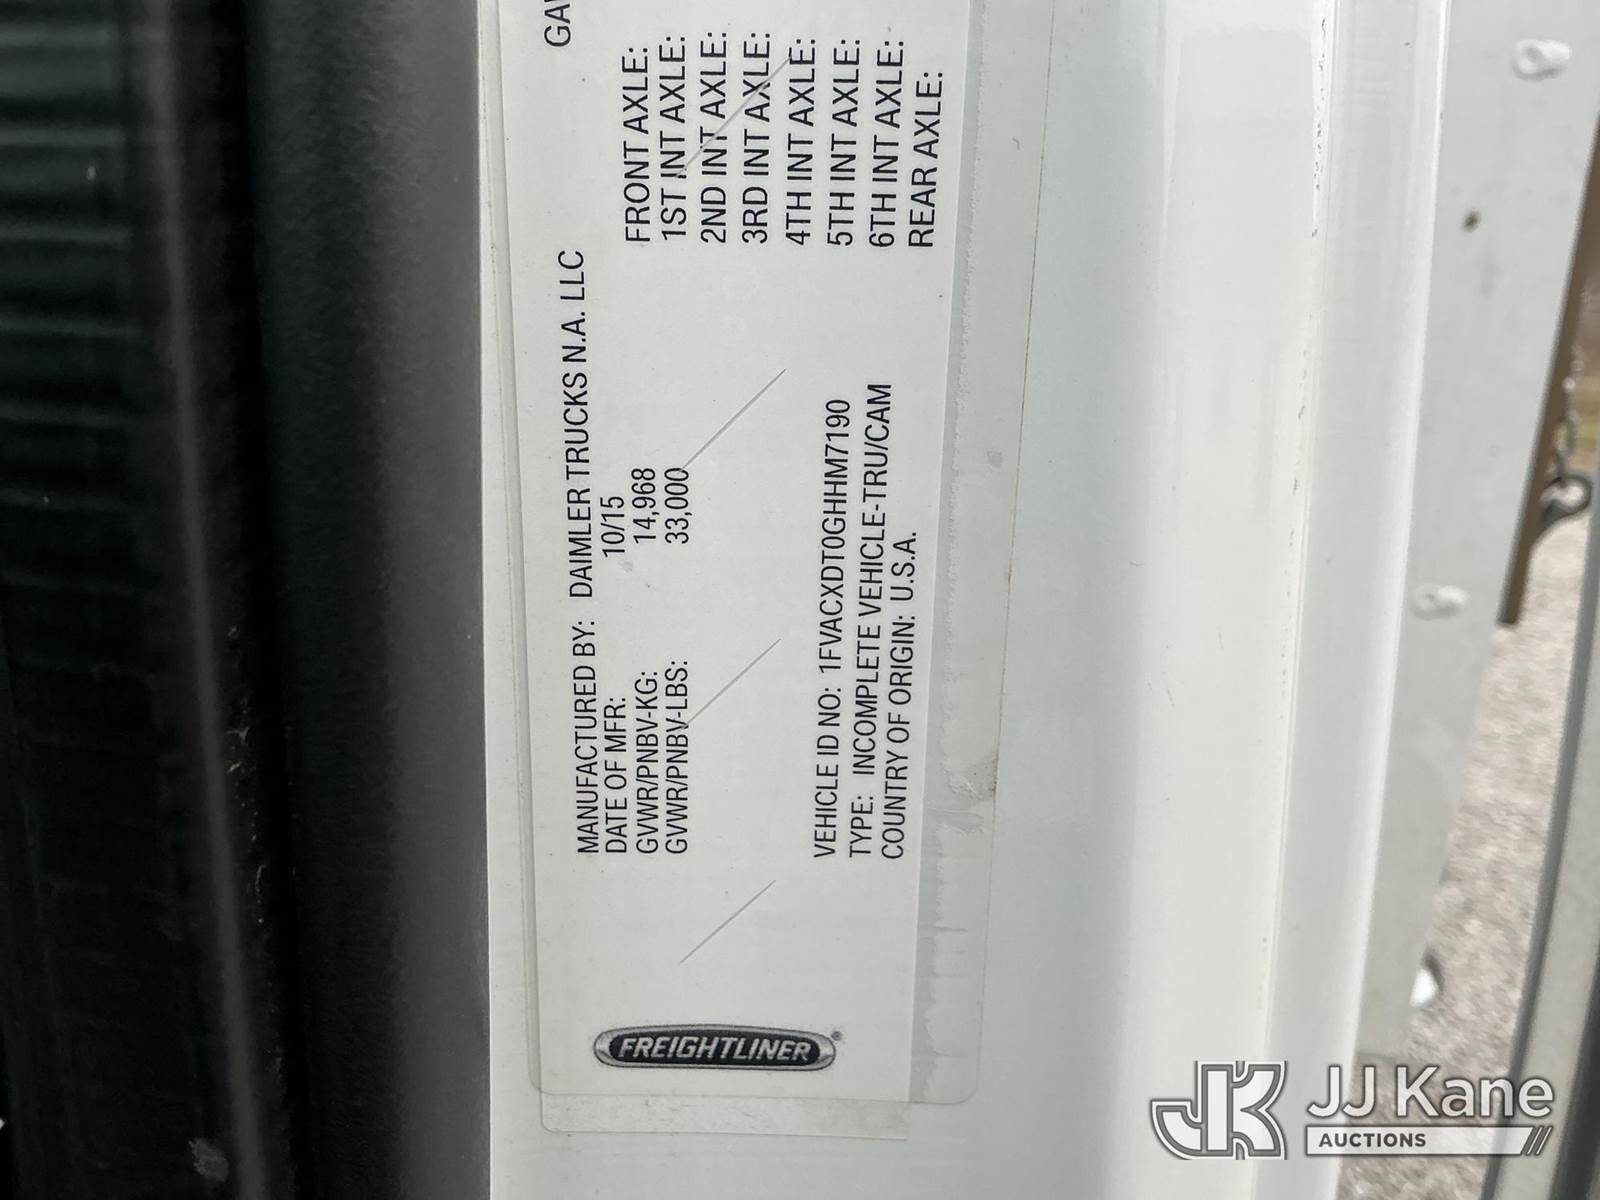 FREIGHTLINER®
MANUFACTURED BY: DAIMLER TRUCKS N.A. LLC
DATE OF MFR: 10/15
GVWR/PNBV-KG: 14,968
GVWR/PNBV-LBS: 33,000
VEHICLE ID NO: 1FVACXDT0GHHM7190
TYPE: INCOMPLETE VEHICLE-TRU/CAM
COUNTRY OF ORIGIN: U.S.A.
FRONT AXLE:
1ST INT AXLE:
2ND INT AXLE:
3RD INT AXLE:
4TH INT AXLE:
5TH INT AXLE:
6TH INT AXLE:
REAR AXLE:
JK JJ Kane
AUCTIONS